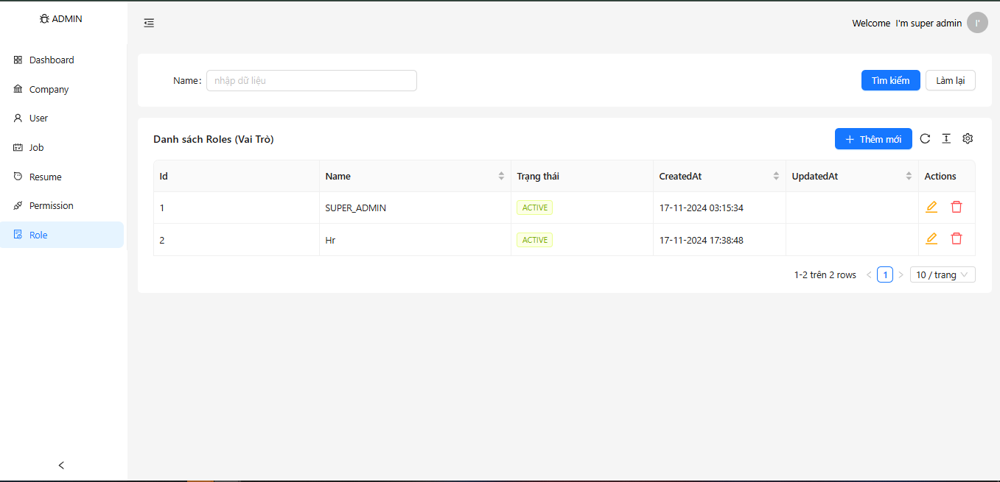 ADMIN
Welcome I'm super admin I'
Dashboard
Company
User
Job
Resume
Permission
Role
Name : nhập dữ liệu Tìm kiếm Làm lại
Danh sách Roles (Vai Trò) Thêm mới
Id Name Trạng thái CreatedAt UpdatedAt Actions
1 SUPER_ADMIN ACTIVE 17-11-2024 03:15:34
2 Hr ACTIVE 17-11-2024 17:38:48
1-2 trên 2 rows < 1 > 10 / trang